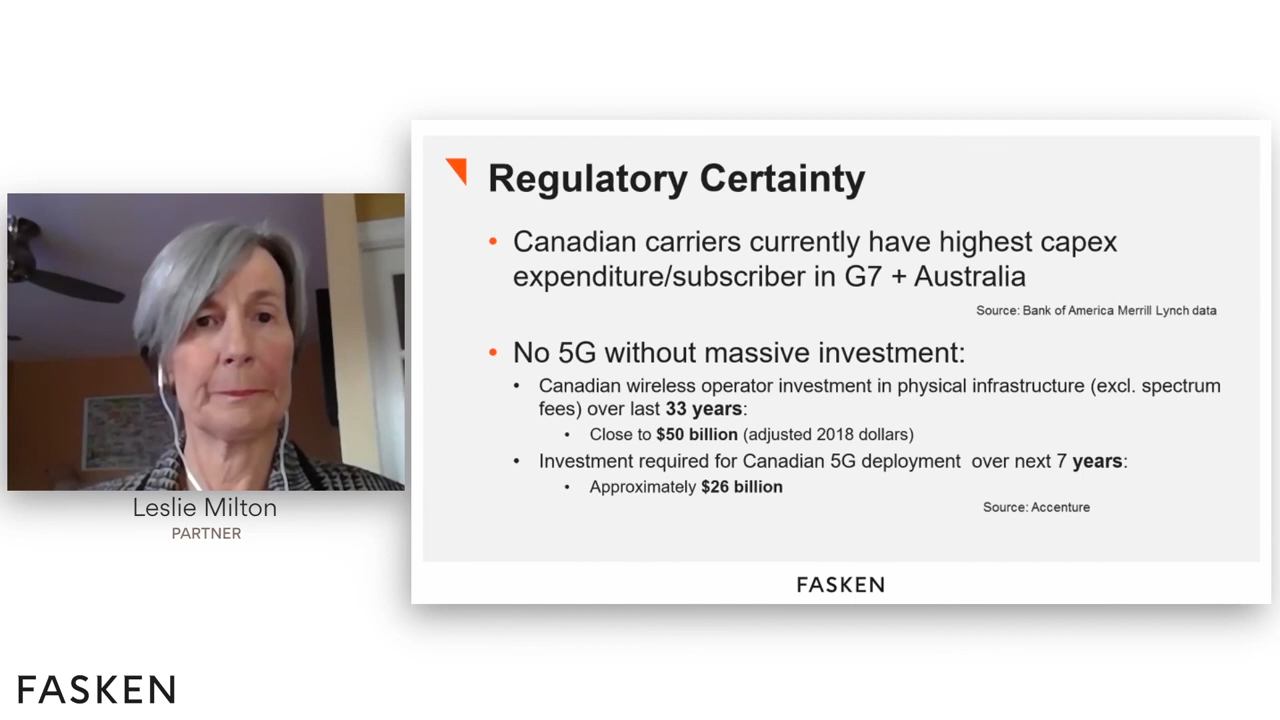 Regulatory Certainty
• Canadian carriers currently have highest capex
expenditure/subscriber in G7 + Australia
Source: Bank of America Merrill Lynch data
• No 5G without massive investment:
• Canadian wireless operator investment in physical infrastructure (excl. spectrum
fees) over last 33 years:
• Close to $50 billion (adjusted 2018 dollars)
• Investment required for Canadian 5G deployment  over next 7 years:
• Approximately $26 billion
Source: Accenture
FASKEN
Leslie Milton
PARTNER
FASKEN